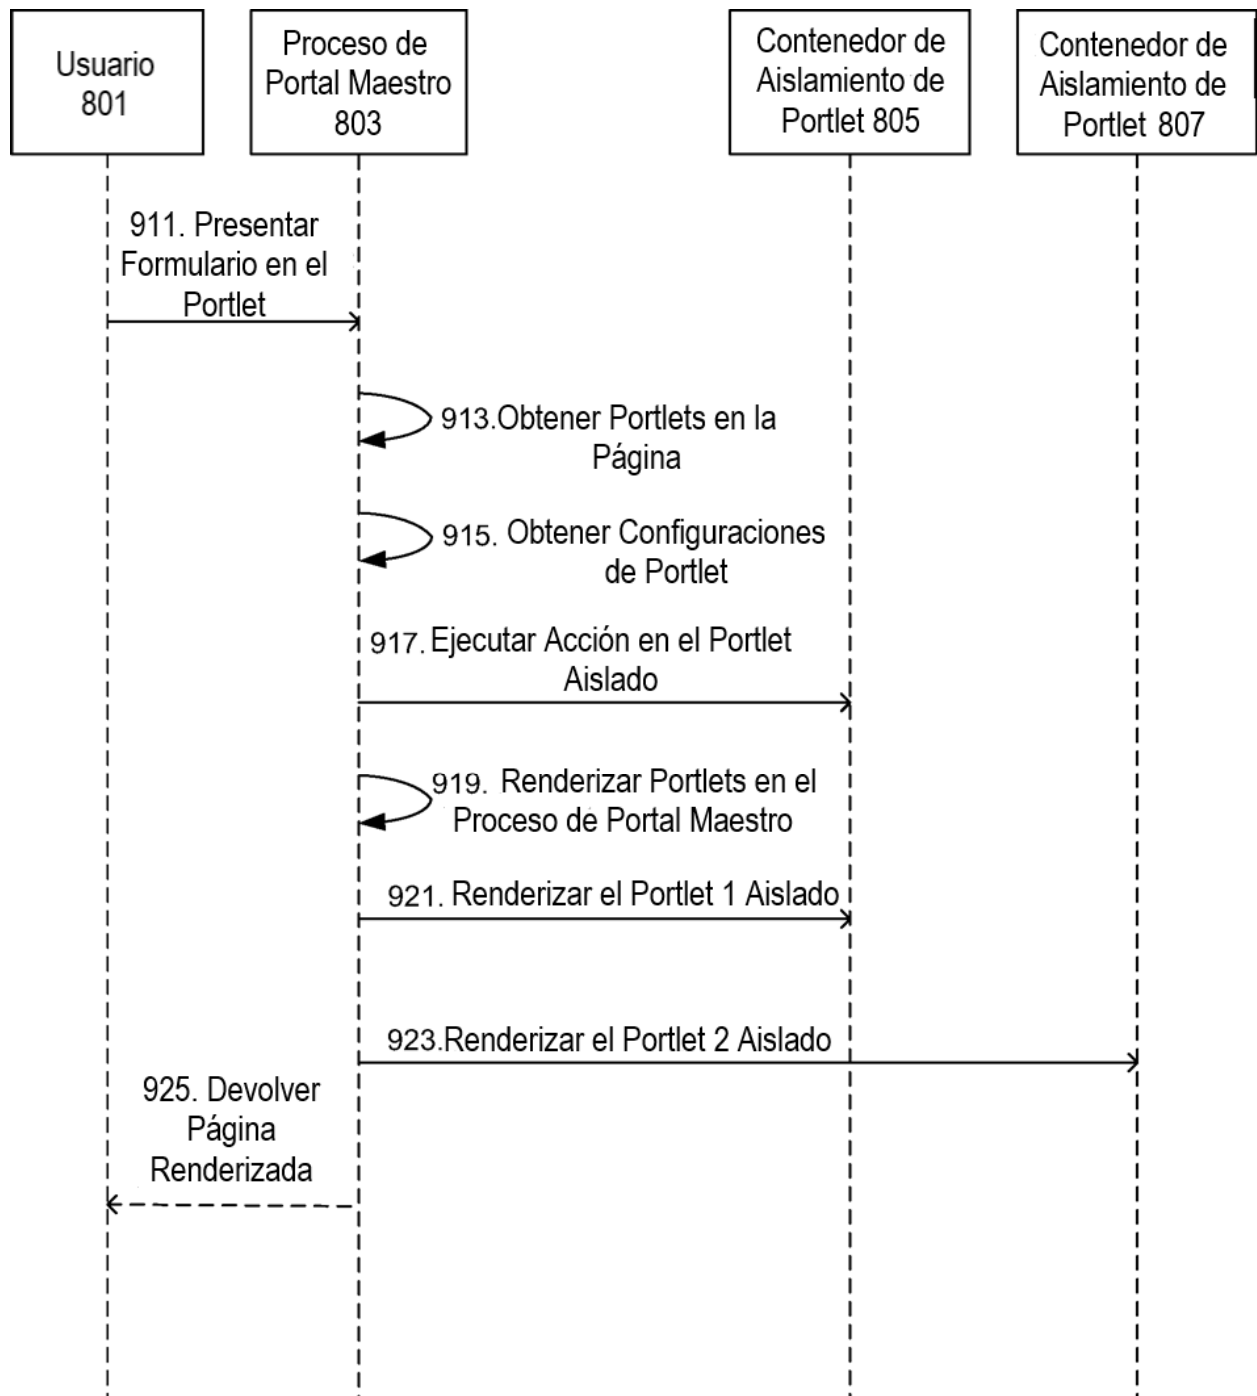 Usuario
801
Proceso de
Portal Maestro
803
Contenedor de
Aislamiento de
Portlet 805
Contenedor de
Aislamiento de
Portlet 807
911. Presentar
Formulario en el
Portlet
913.Obtener Portlets en la
Página
915. Obtener Configuraciones
de Portlet
917. Ejecutar Acción en el Portlet
Aislado
919. Renderizar Portlets en el
Proceso de Portal Maestro
921. Renderizar el Portlet 1 Aislado
923.Renderizar el Portlet 2 Aislado
925. Devolver
Página
Renderizada